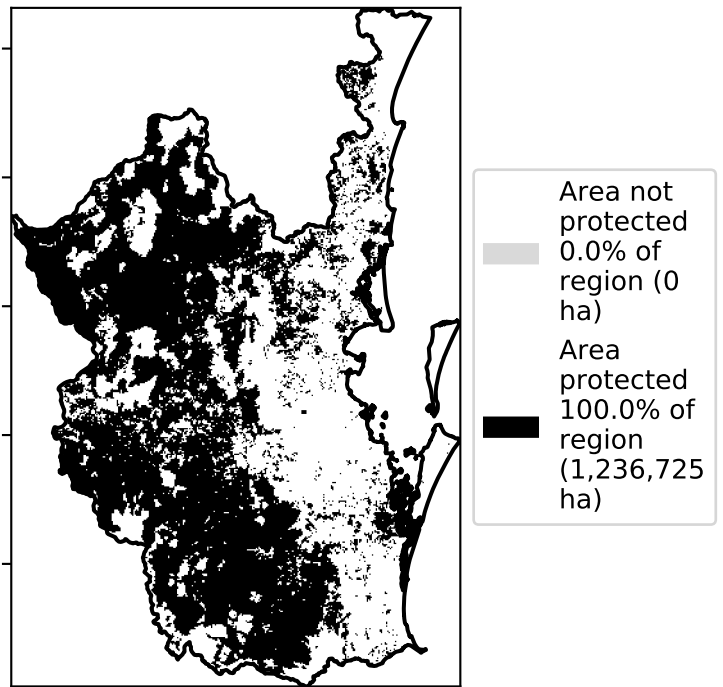 Area not
protected
0.0% of
region (0
ha)
Area
protected
100.0% of
region
(1,236,725
ha)